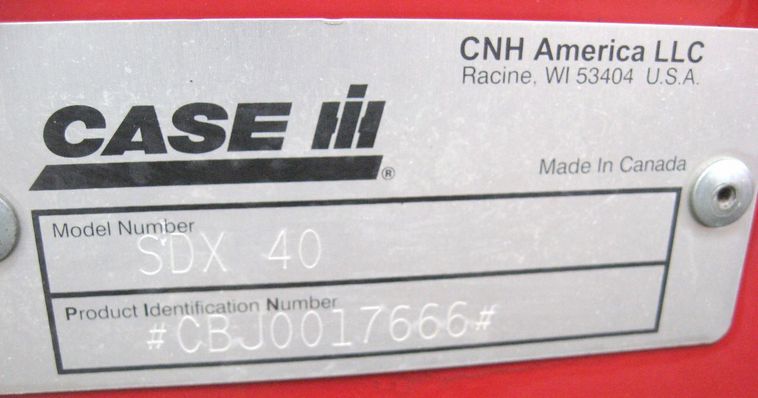 CNH America LLC
Racine, WI 53404 U.S.A.
CASE IH
®
Made In Canada
Model Number
SDX 40
Product Identification Number
#CBJ0017666#